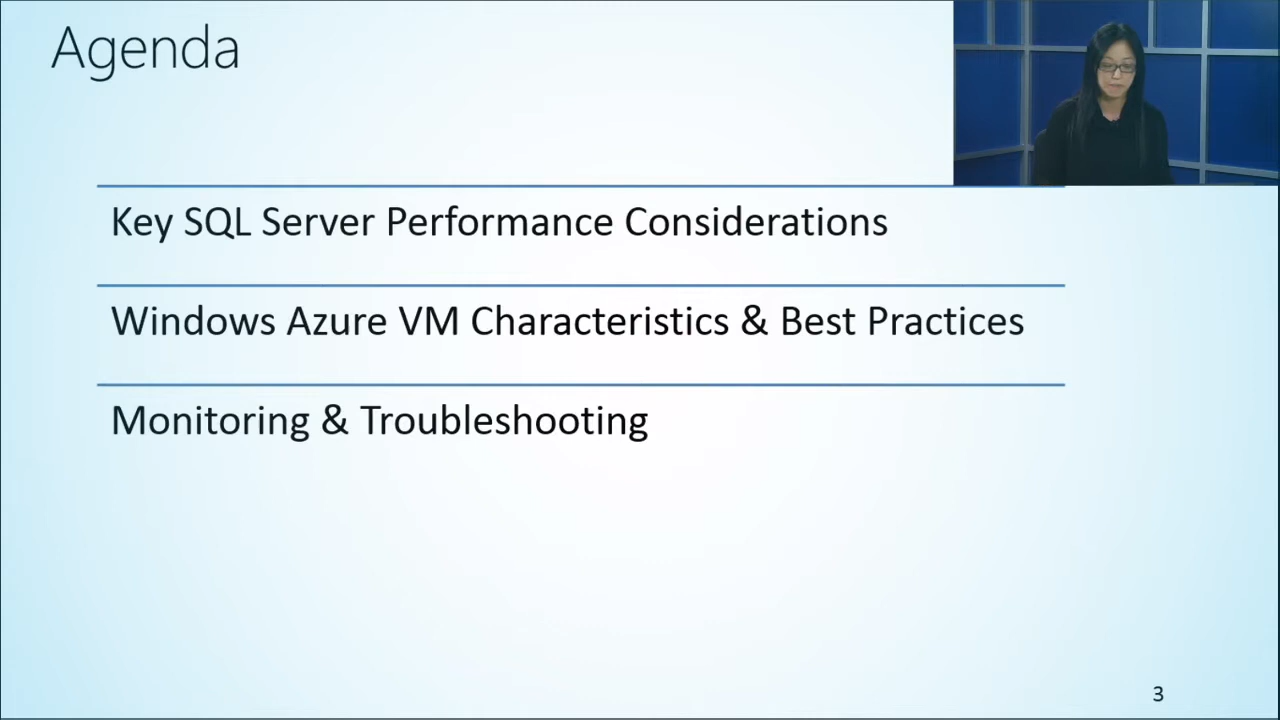 Agenda
Key SQL Server Performance Considerations
Windows Azure VM Characteristics & Best Practices
Monitoring & Troubleshooting
3